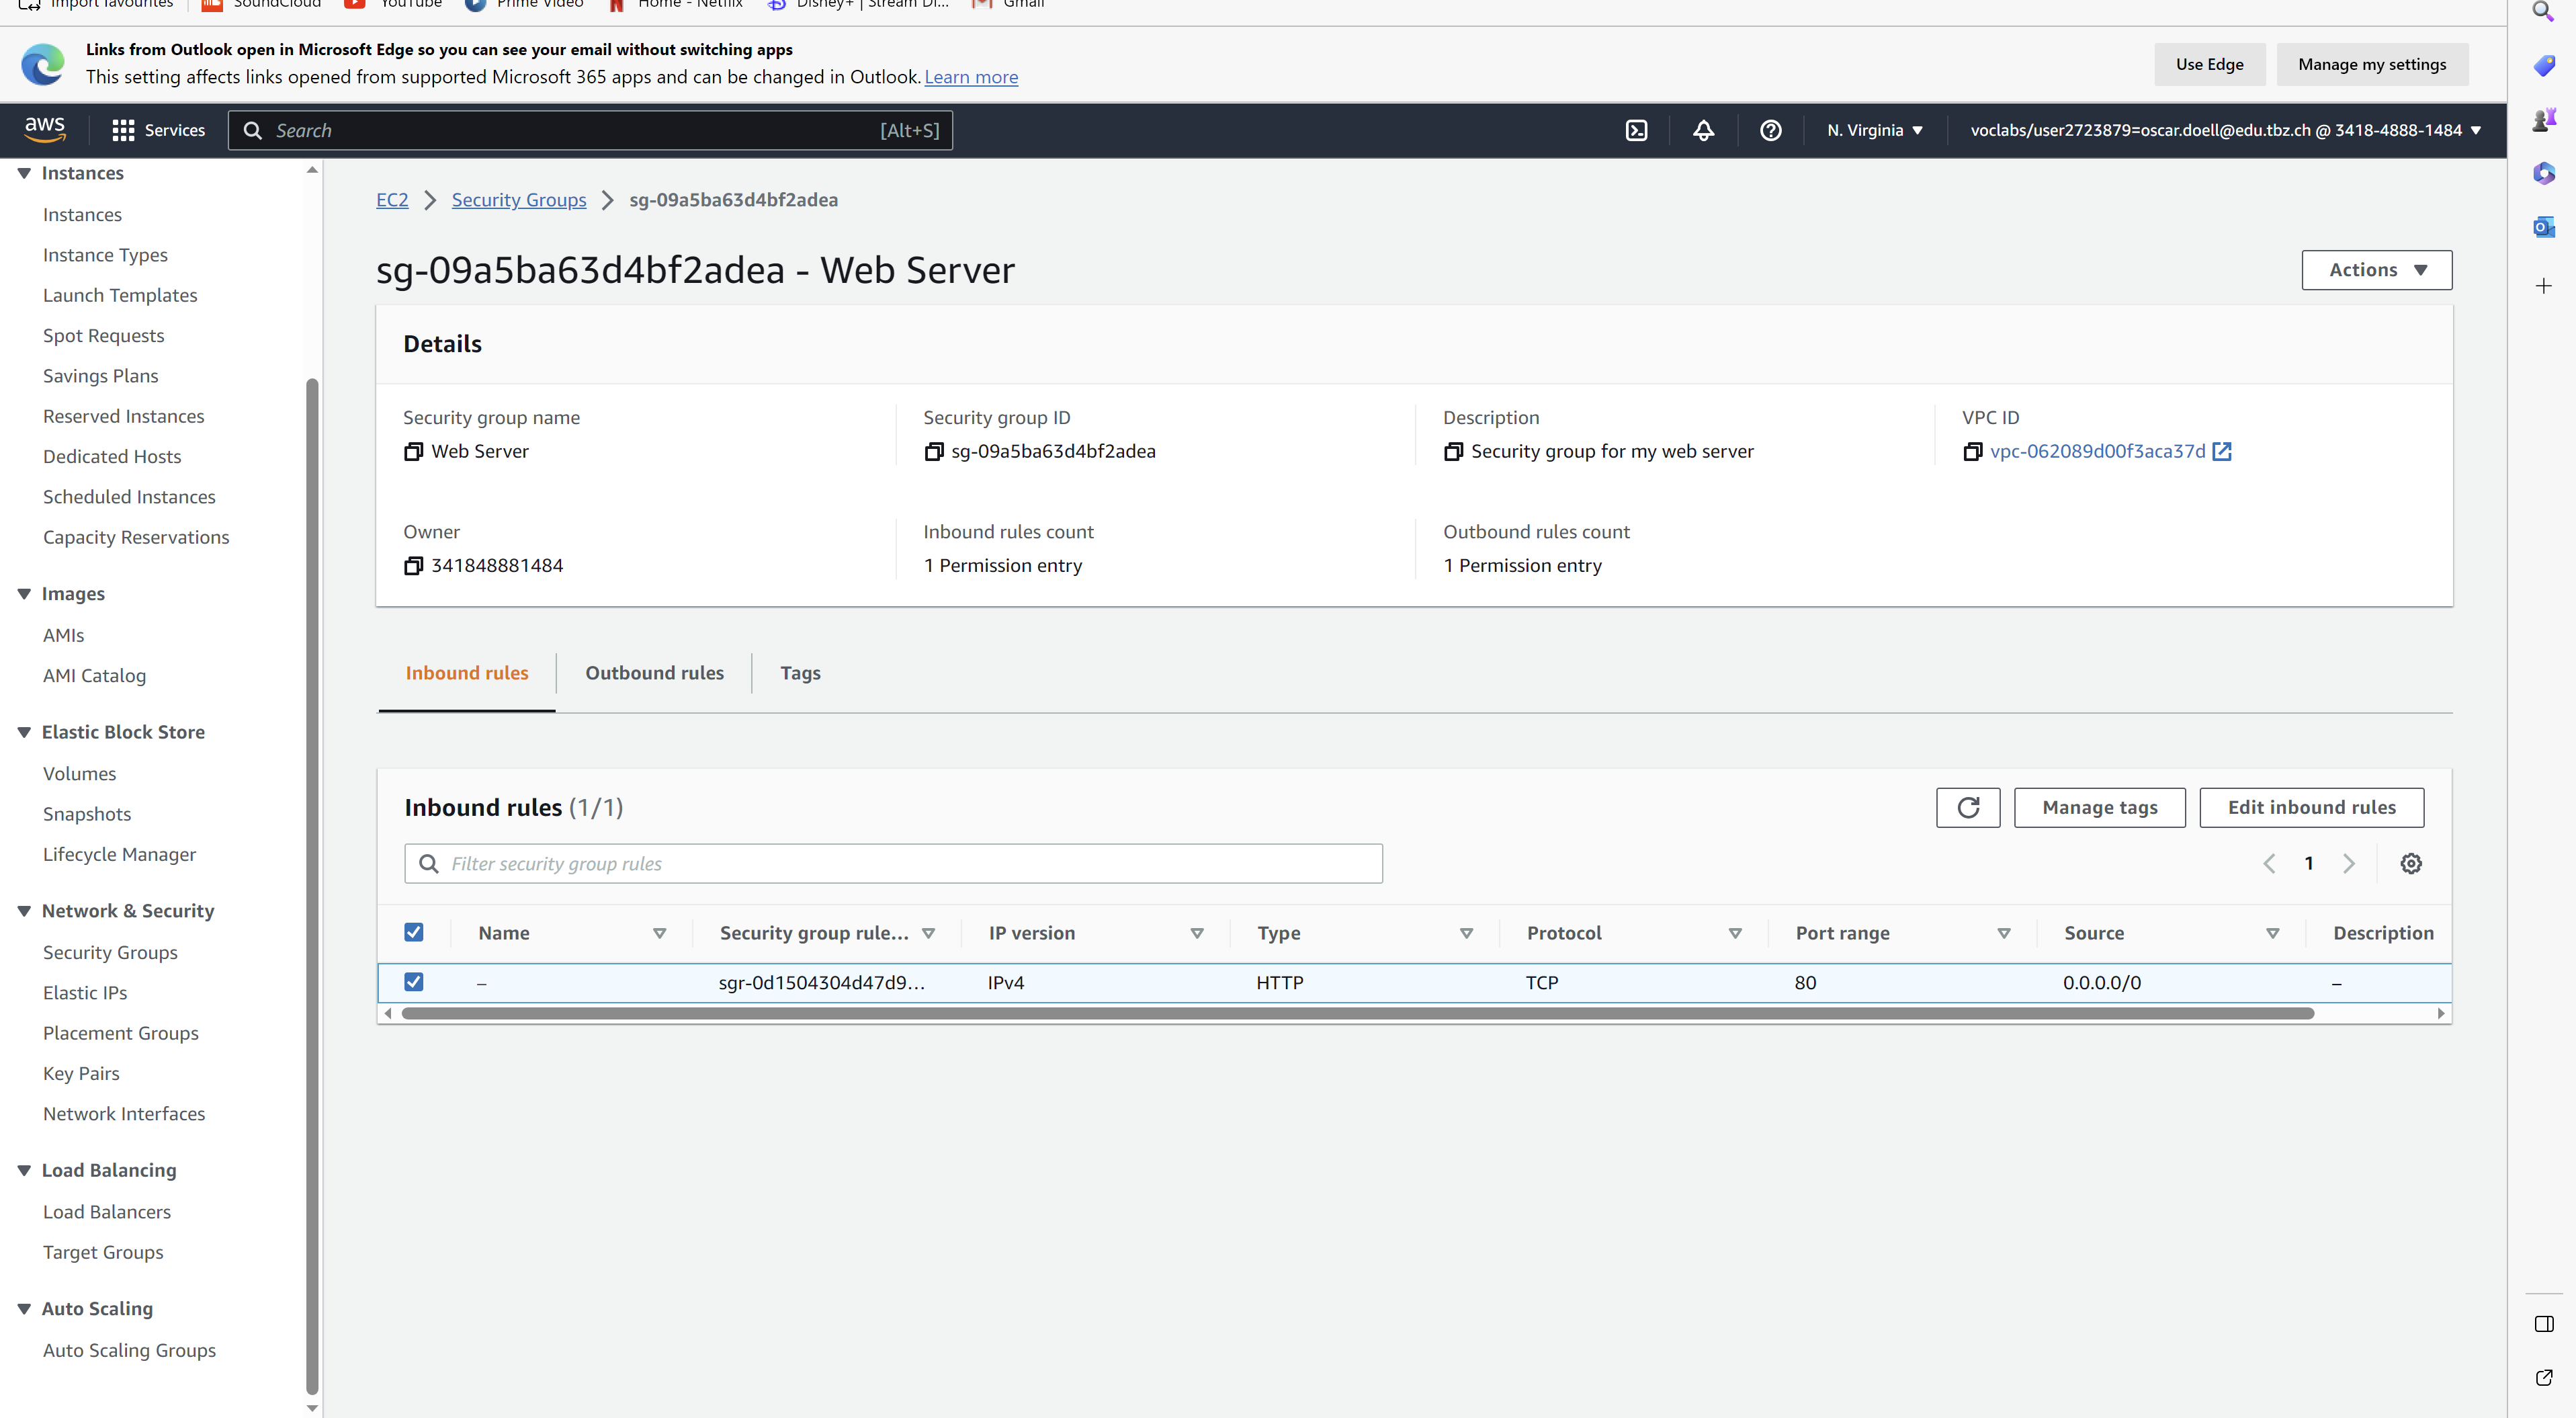 Import favourites
SoundCloud
YouTube
Prime Video
Home - Netflix
Disney+ | Stream Di...
Gmail
Links from Outlook open in Microsoft Edge so you can see your email without switching apps
This setting affects links opened from supported Microsoft 365 apps and can be changed in Outlook. Learn more
Use Edge
Manage my settings
aws
Services
Search
[Alt+S]
N. Virginia
voclabs/user2723879=oscar.doell@edu.tbz.ch @ 3418-4888-1484
Instances
Instances
Instance Types
Launch Templates
Spot Requests
Savings Plans
Reserved Instances
Dedicated Hosts
Scheduled Instances
Capacity Reservations
Images
AMIs
AMI Catalog
Elastic Block Store
Volumes
Snapshots
Lifecycle Manager
Network & Security
Security Groups
Elastic IPs
Placement Groups
Key Pairs
Network Interfaces
Load Balancing
Load Balancers
Target Groups
Auto Scaling
Auto Scaling Groups
EC2 > Security Groups > sg-09a5ba63d4bf2adea
sg-09a5ba63d4bf2adea - Web Server
Actions
Details
Security group name
Web Server
Security group ID
sg-09a5ba63d4bf2adea
Description
Security group for my web server
VPC ID
vpc-062089d00f3aca37d
Owner
341848881484
Inbound rules count
1 Permission entry
Outbound rules count
1 Permission entry
Inbound rules
Outbound rules
Tags
Inbound rules (1/1)
Manage tags
Edit inbound rules
Filter security group rules
1
Name Security group rule... IP version Type Protocol Port range Source Description
– sgr-0d1504304d47d9... IPv4 HTTP TCP 80 0.0.0.0/0 –